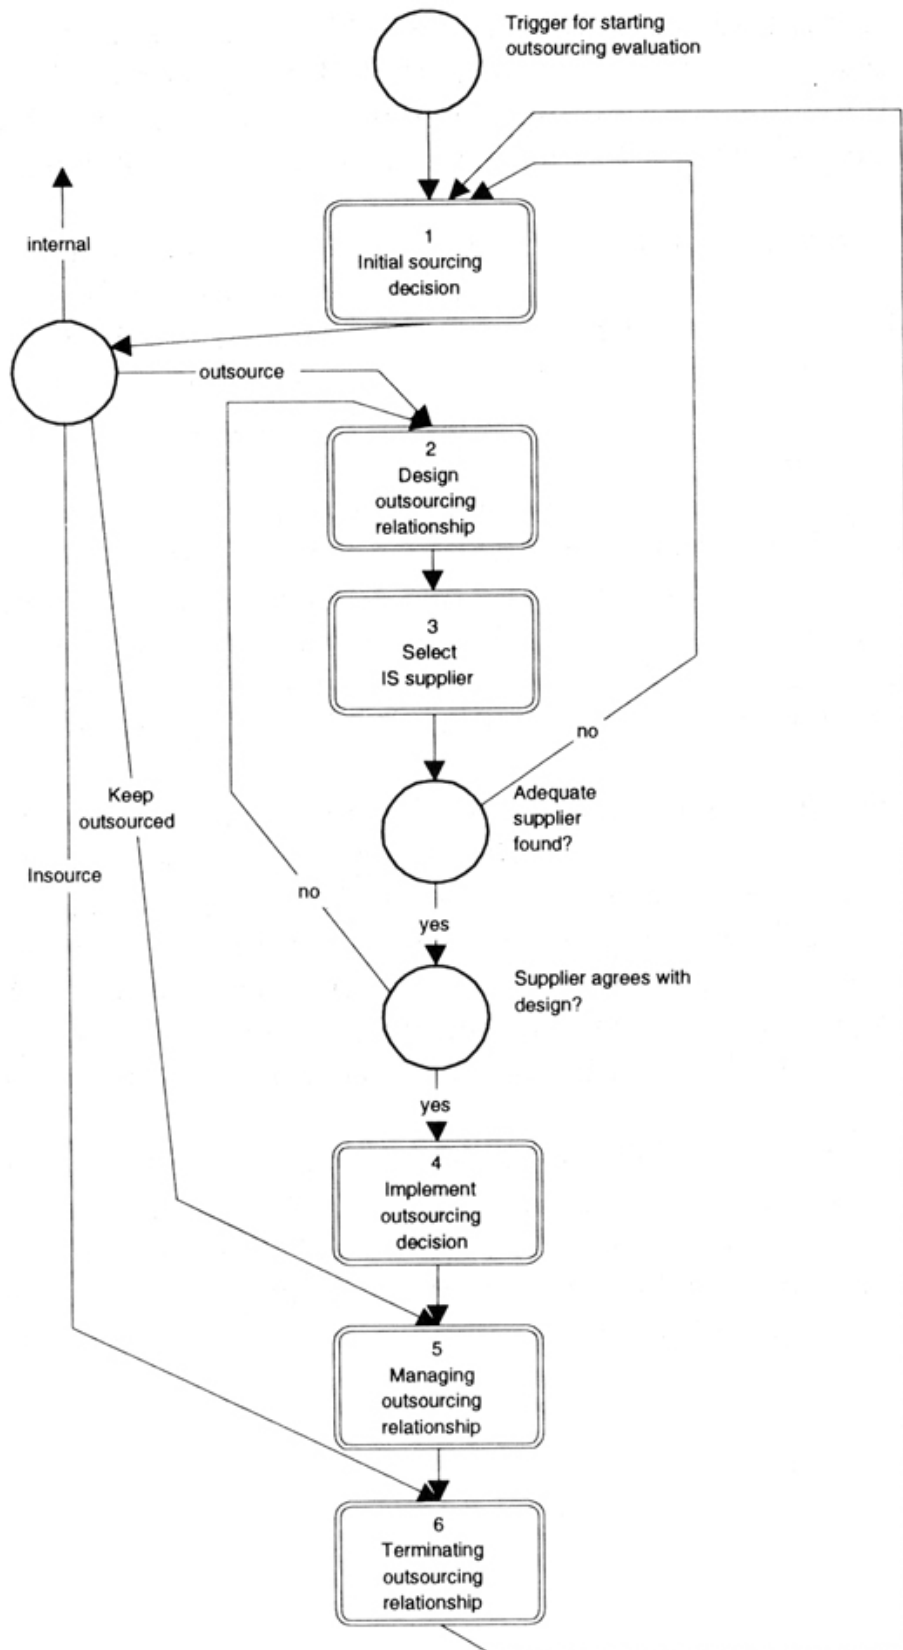 Trigger for starting
outsourcing evaluation
1
Initial sourcing
decision
internal
outsource
2
Design
outsourcing
relationship
3
Select
IS supplier
no
Adequate
supplier
found?
Keep
outsourced
Insource
no
yes
Supplier agrees with
design?
yes
4
Implement
outsourcing
decision
5
Managing
outsourcing
relationship
6
Terminating
outsourcing
relationship